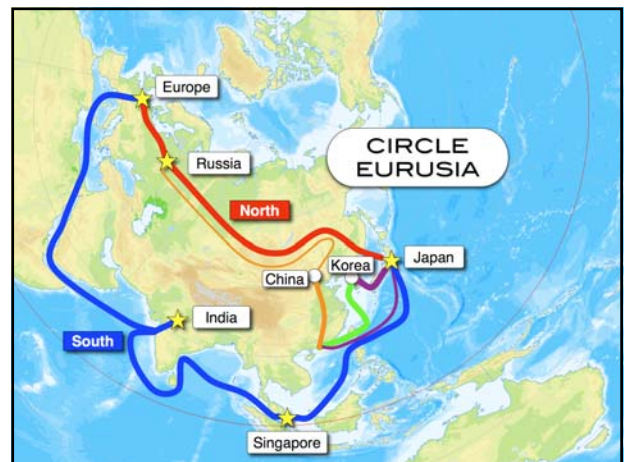 Europe
CIRCLE
EURUSIA
Russia
North
Japan
Korea
China
India
South
Singapore